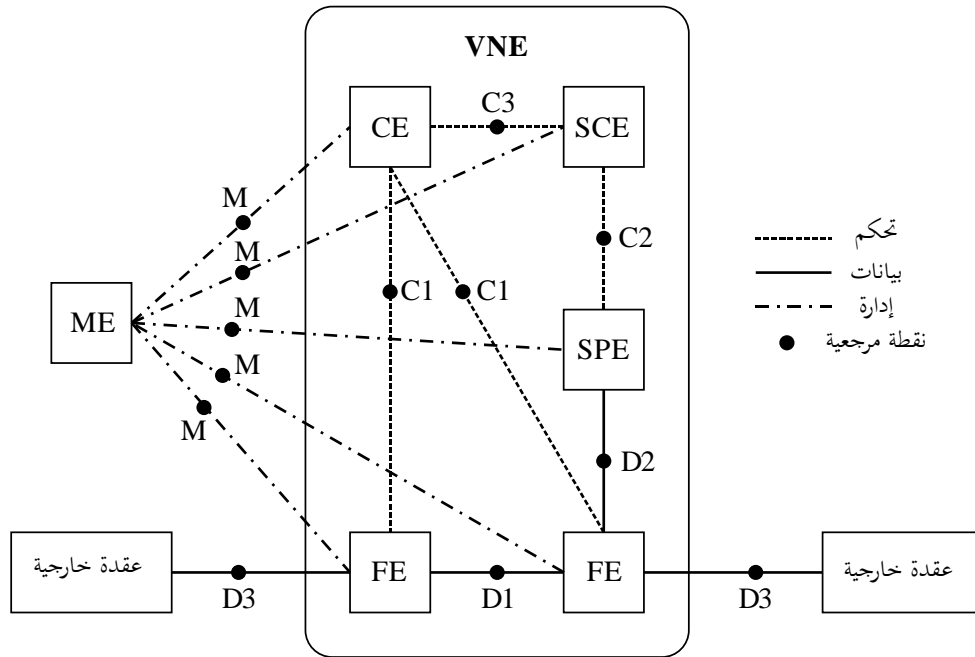 VNE
CE
C3
SCE
M
M
C2
تحكم
بيانات
إدارة
نقطة مرجعية
C1
C1
ME
M
SPE
M
M
D2
عقدة خارجية
D3
FE
D1
FE
D3
عقدة خارجية